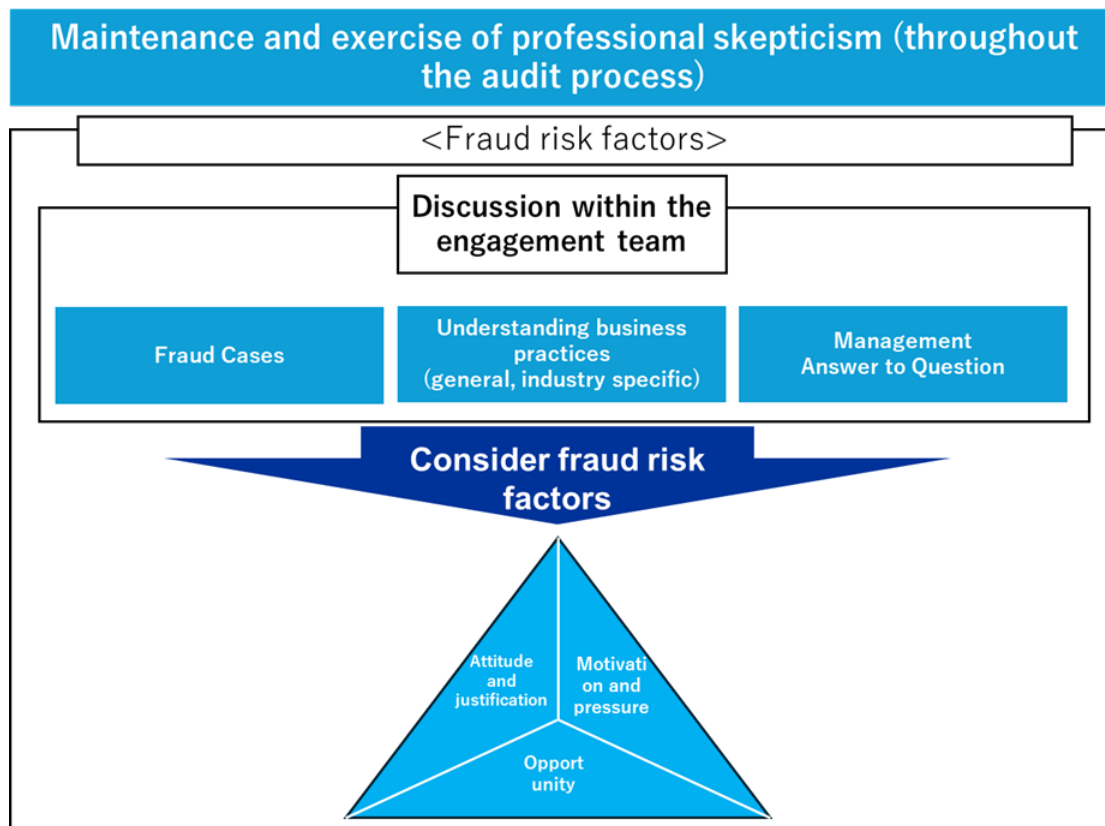 Maintenance and exercise of professional skepticism (throughout
the audit process)
<Fraud risk factors>
Discussion within the
engagement team
Fraud Cases
Understanding business
practices
(general, industry specific)
Management
Answer to Question
Consider fraud risk
factors
Attitude
and
justification
Motivati
on and
pressure
Opport
unity